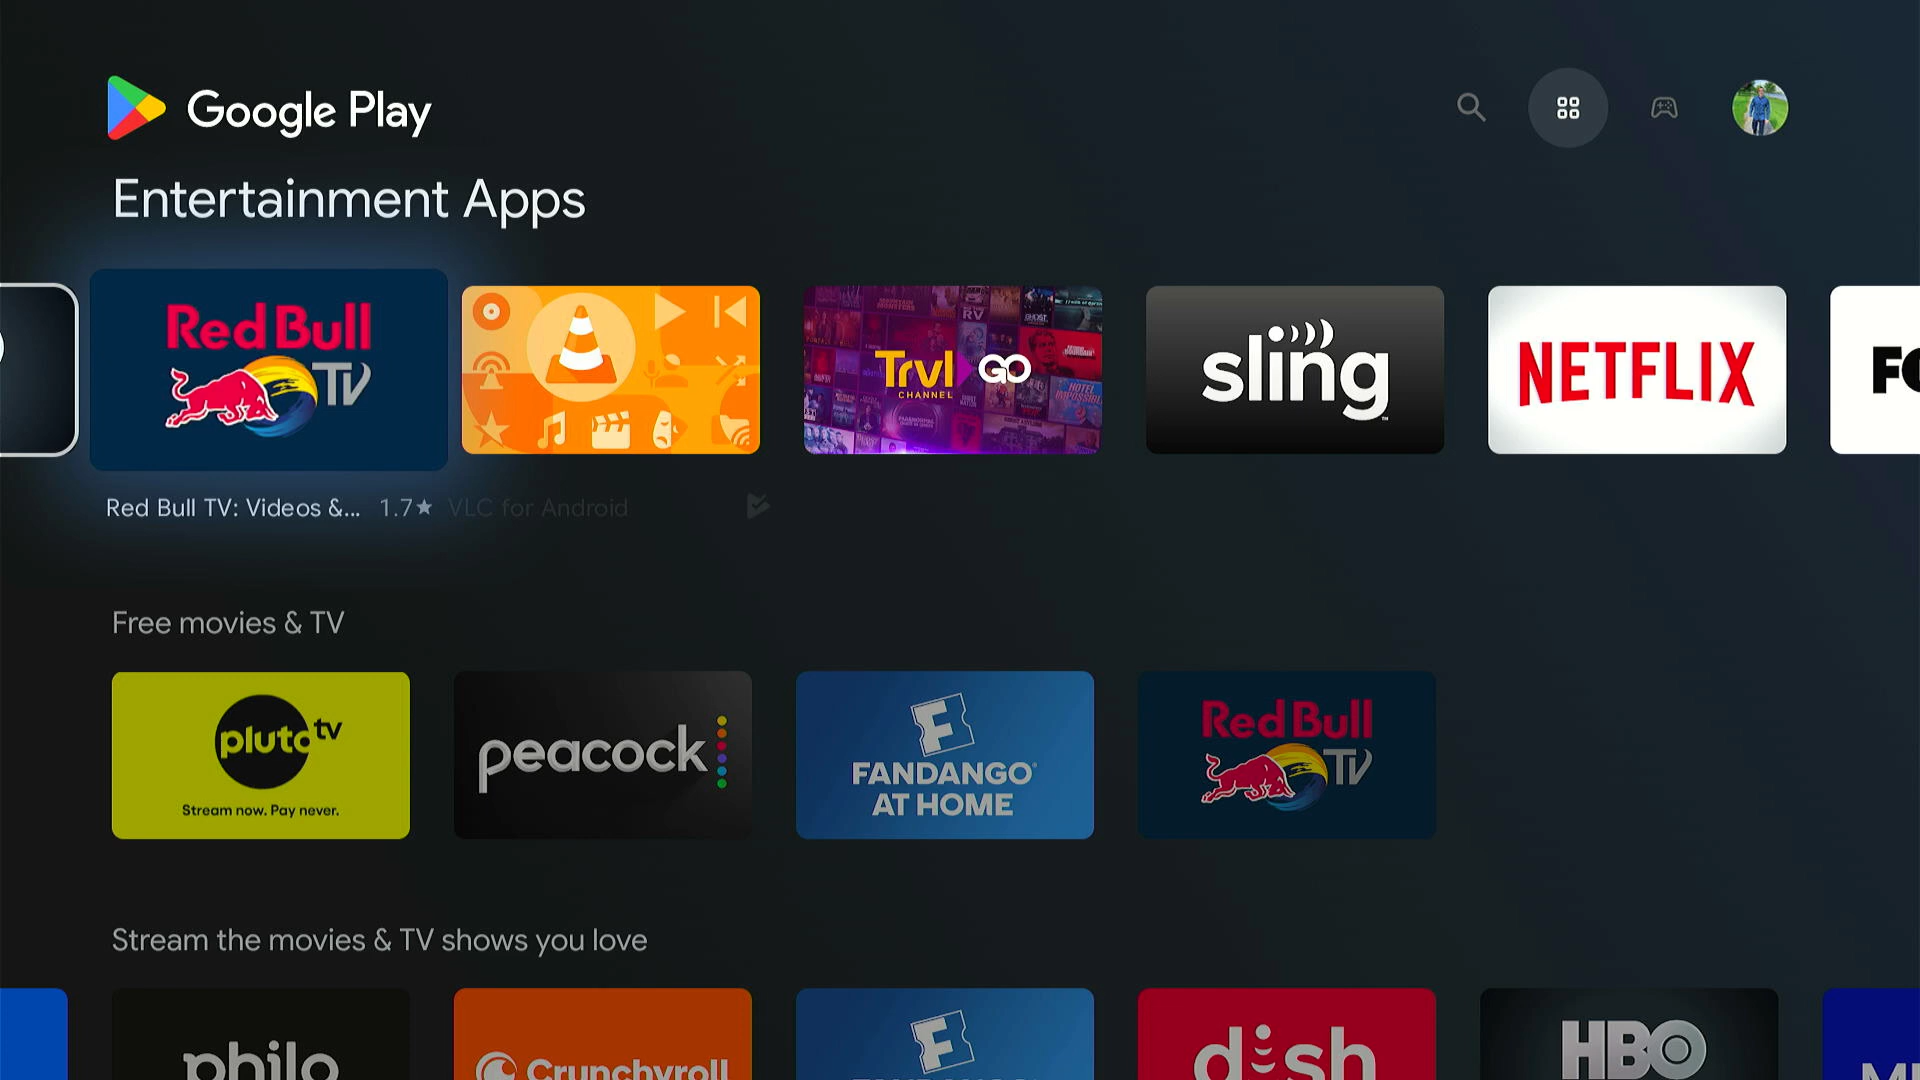 Google Play
Entertainment Apps
Red Bull
TV
Trvl GO
CHANNEL
sling
NETFLIX
FO
Red Bull TV: Videos &... 1.7★ VLC for Android
Free movies & TV
pluto tv
Stream now. Pay never.
peacock
FANDANGO
AT HOME
Red Bull
TV
Stream the movies & TV shows you love
philo
Crunchyroll
dish
HBO